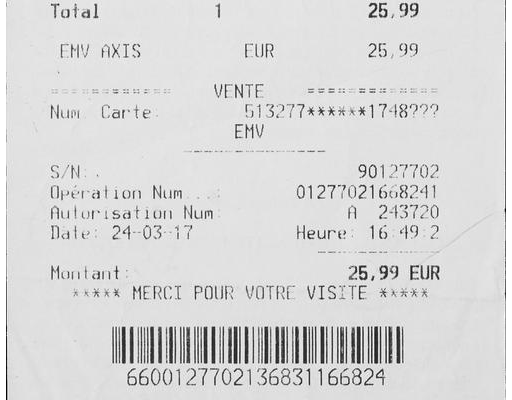 Total 1 25,99
EMV AXIS EUR 25,99
============ VENTE ============
Num. Carte: 513277******1748???
EMV
---------------
S/N:. 90127702
Opération Num...: 01277021668241
Autorisation Num: A 243720
Date: 24-03-17 Heure: 16:49:2
-------------
Montant: 25,99 EUR
***** MERCI POUR VOTRE VISITE *****
66001277021368311668​24